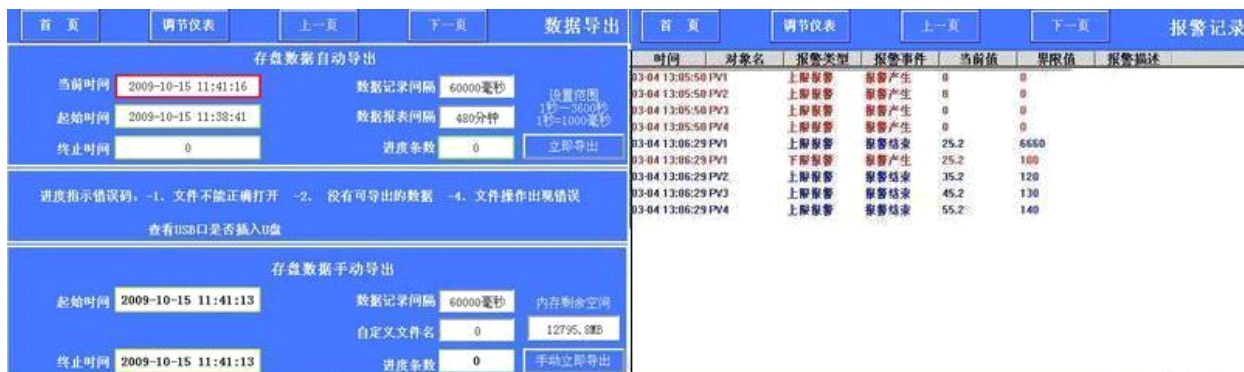 首 页 调节仪表 上一页 下一页 数据导出
存盘数据自动导出
当前时间 2009-10-15 11:41:16 数据记录间隔 60000毫秒
设置范围
1秒—3600秒
1秒=1000毫秒
起始时间 2009-10-15 11:38:41 数据报表间隔 480分钟
终止时间 0 进度条数 0 立即导出
进度指示错误码：-1、文件不能正确打开 -2、 没有可导出的数据 -4、文件操作出现错误
查看USB口是否插入U盘
存盘数据手动导出
起始时间 2009-10-15 11:41:13 数据记录间隔 60000毫秒 内存剩余空间
自定义文件名 0 12795.8MB
终止时间 2009-10-15 11:41:13 进度条数 0 手动立即导出
首 页 调节仪表 上一页 下一页 报警记录
时间 对象名 报警类型 报警事件 当前值 界限值 报警描述
03-04 13:05:50 PV1 上限报警 报警产生 0 0
03-04 13:05:50 PV2 上限报警 报警产生 0 0
03-04 13:05:50 PV3 上限报警 报警产生 0 0
03-04 13:05:50 PV4 上限报警 报警产生 0 0
03-04 13:06:29 PV1 上限报警 报警结束 25.2 6660
03-04 13:06:29 PV1 下限报警 报警产生 25.2 100
03-04 13:06:29 PV2 上限报警 报警结束 35.2 120
03-04 13:06:29 PV3 上限报警 报警结束 45.2 130
03-04 13:06:29 PV4 上限报警 报警结束 55.2 140